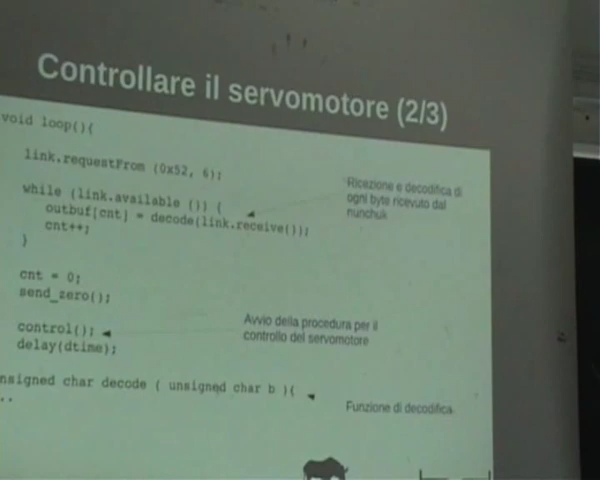 Controllare il servomotore (2/3)
void loop(){
link.requestFrom (0x52, 6);
while (link.available ()) {
outbuf[cnt] = decode(link.receive());
cnt++;
}
Ricezione e decodifica di
ogni byte ricevuto dal
nunchuk
cnt = 0;
send_zero();
control();
delay(dtime);
Avvio della procedura per il
controllo del servomotore
nsigned char decode ( unsigned char b ){
..
Funzione di decodifica